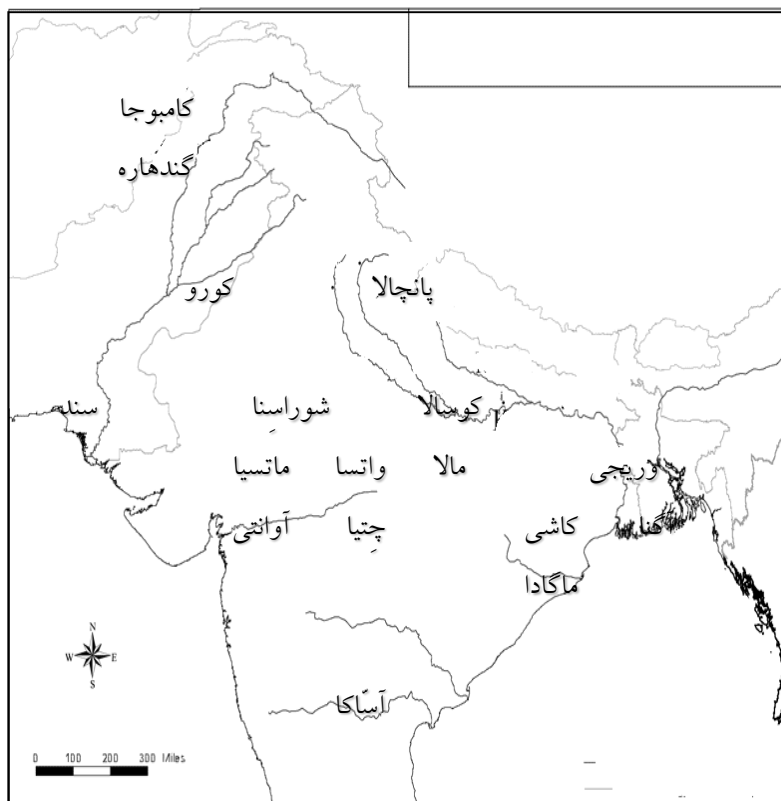 کامبوجا
گندهاره
کورو
پانچالا
سند
شوراسِنا
کوسالا
ماتسیا
واتسا
مالا
وریجی
آوانتی
چِتیا
کاشی
گنا
ماگادا
آسّاکا
N
W E
S
0 100 200 300 Miles